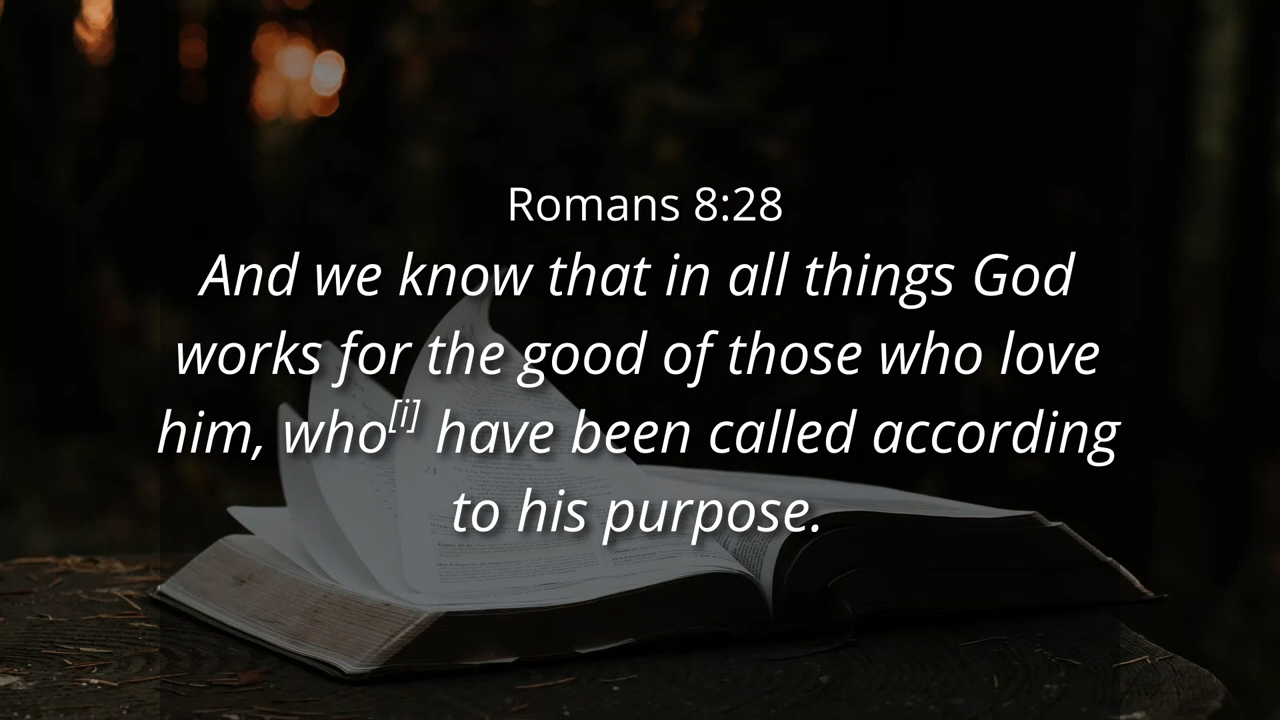 Romans 8:28
And we know that in all things God
works for the good of those who love
him, who[i] have been called according
to his purpose.